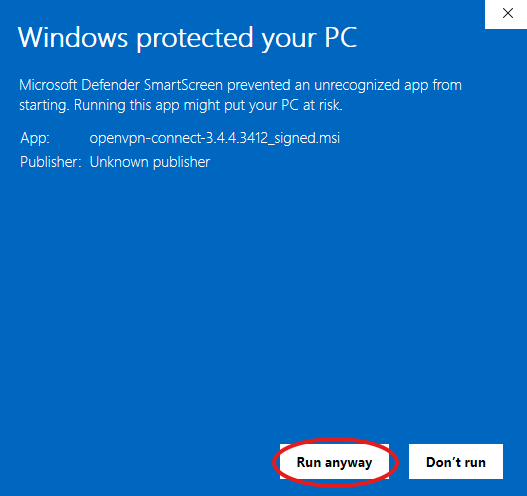 Windows protected your PC
Microsoft Defender SmartScreen prevented an unrecognized app from
starting. Running this app might put your PC at risk.
App: openvpn-connect-3.4.4.3412_signed.msi
Publisher: Unknown publisher
Run anyway Don't run